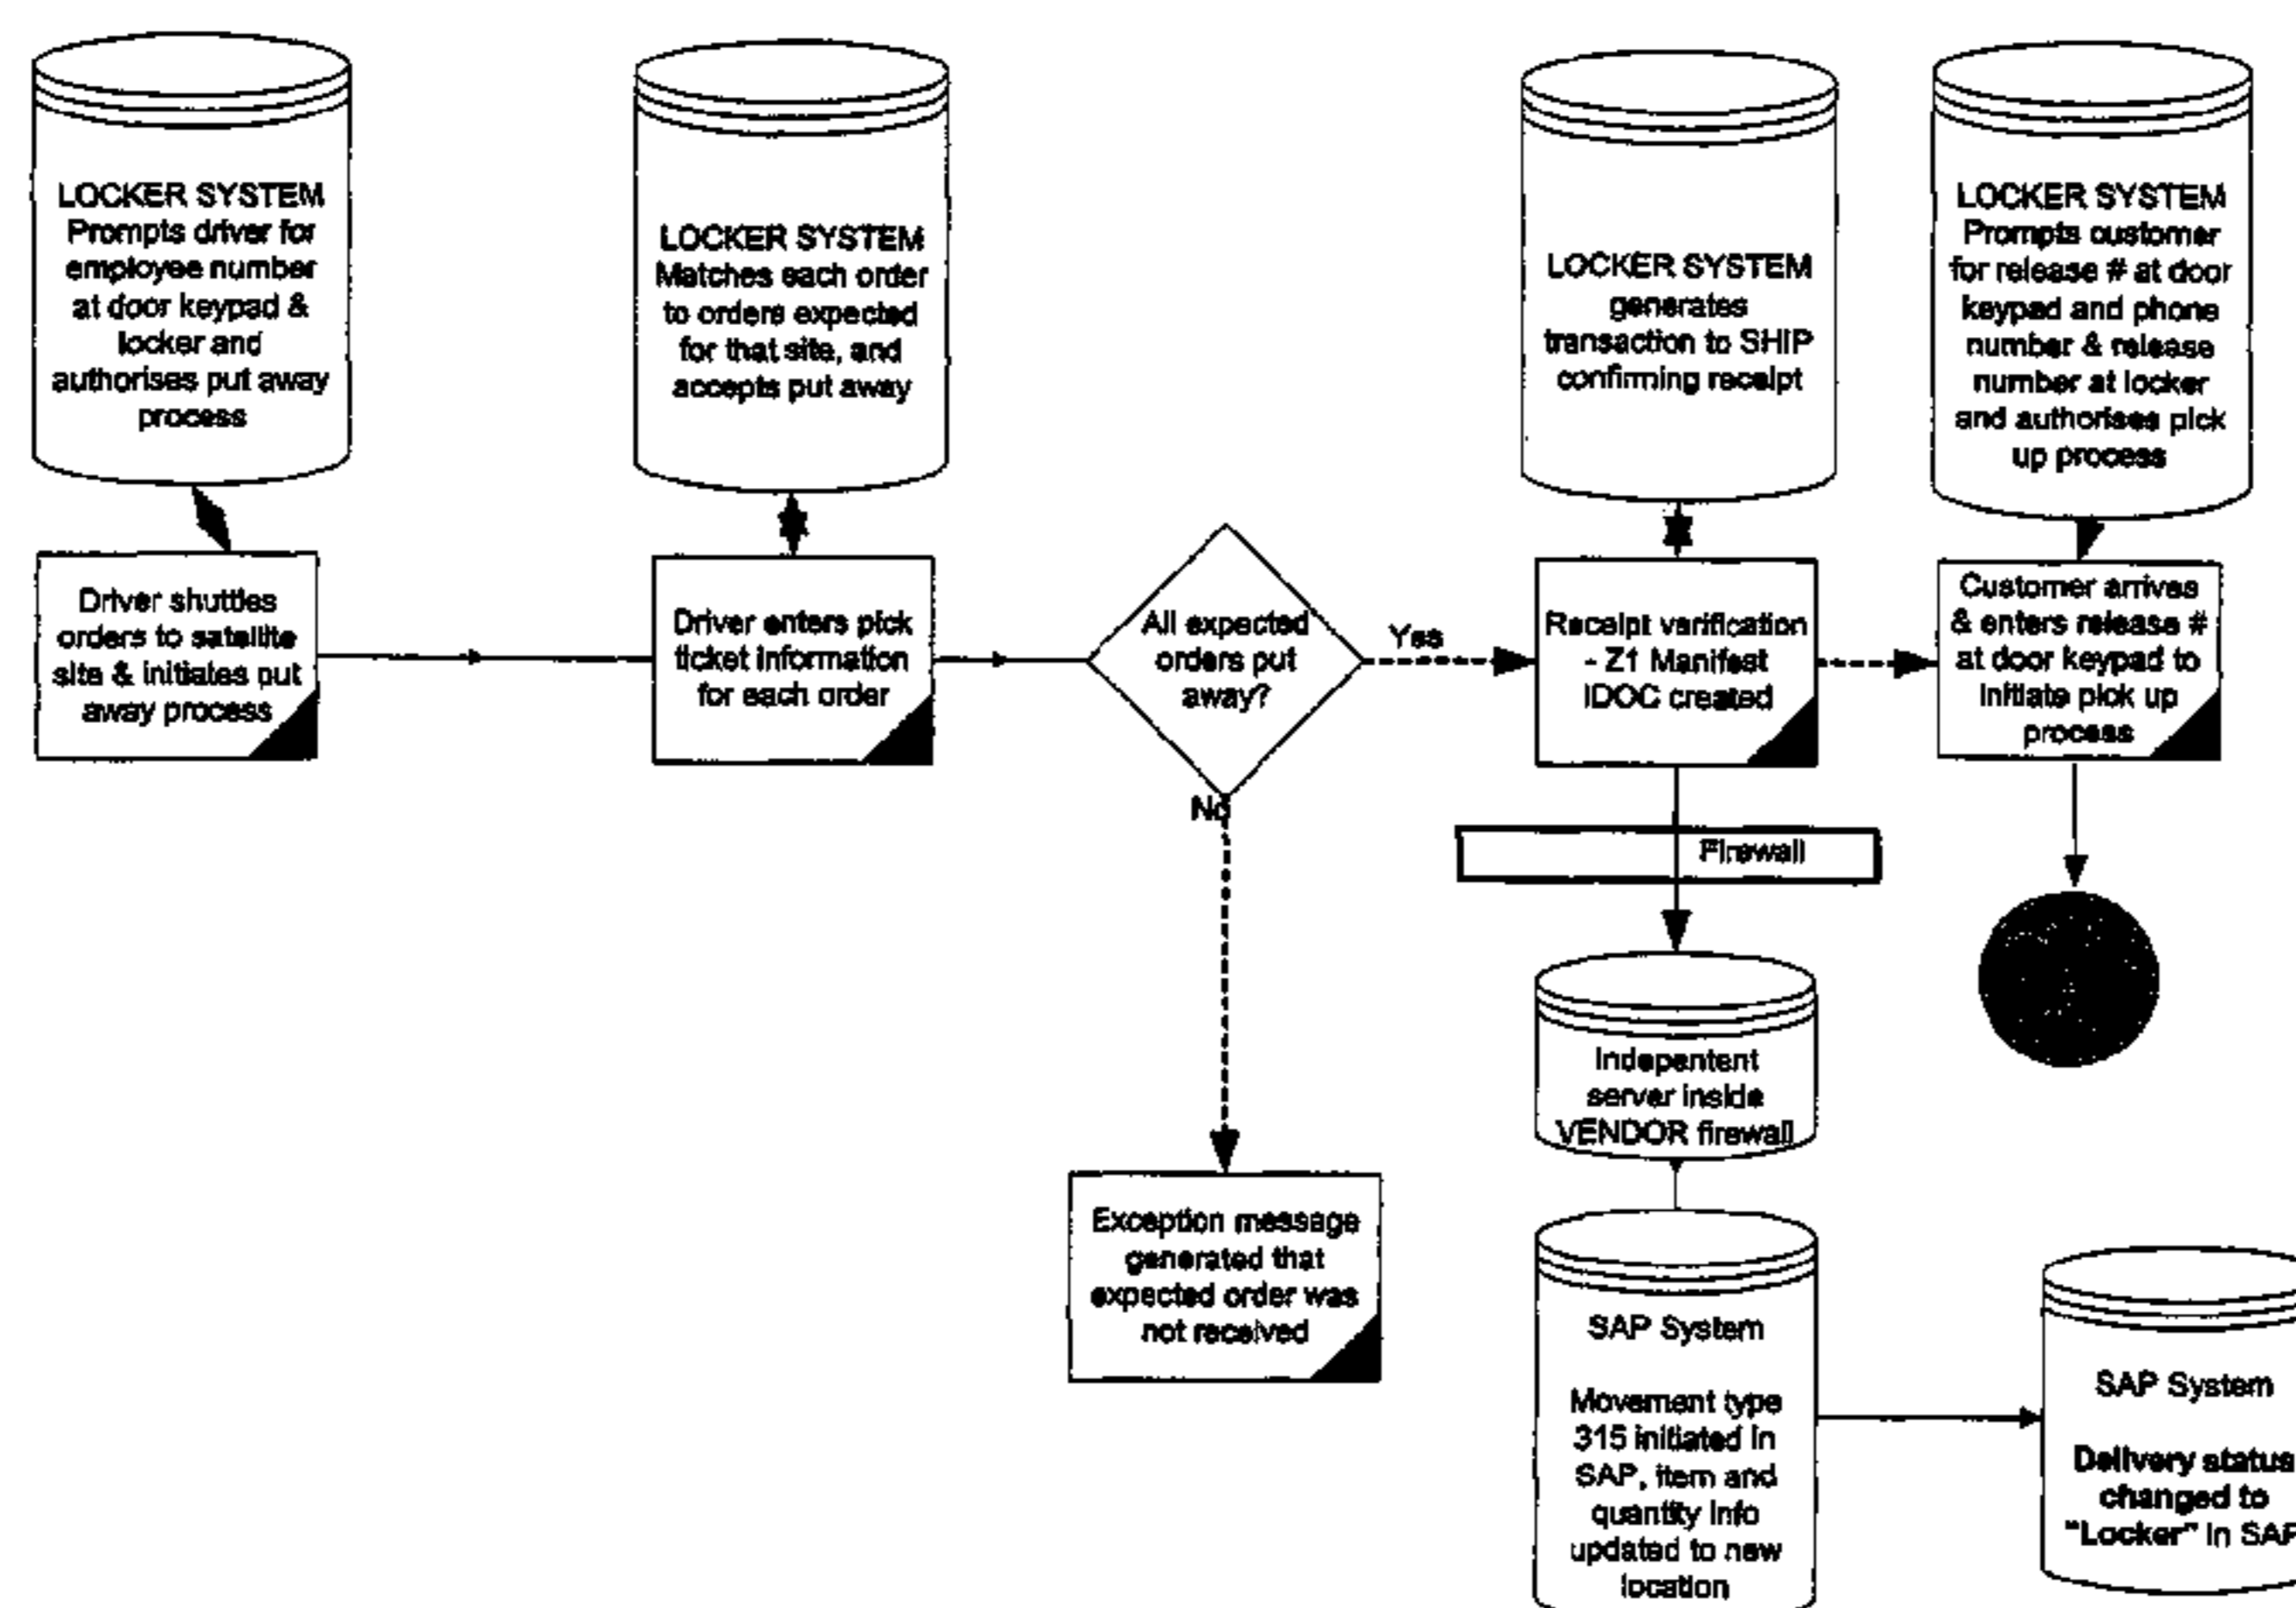 LOCKER SYSTEM
Prompts driver for
employee number
at door keypad &
locker and
authorises put away
process
LOCKER SYSTEM
Matches each order
to orders expected
for that site, and
accepts put away
LOCKER SYSTEM
generates
transaction to SHIP
confirming receipt
LOCKER SYSTEM
Prompts customer
for release # at door
keypad and phone
number & release
number at locker
and authorises pick
up process
Driver shuttles
orders to satellite
site & initiates put
away process
Driver enters pick
ticket information
for each order
All expected
orders put
away?
Yes
No
Receipt verification
- Z1 Manifest
IDOC created
Customer arrives
& enters release #
at door keypad to
initiate pick up
process
Firewall
Indepentent
server inside
VENDOR firewall
Exception message
generated that
expected order was
not received
SAP System
Movement type
315 initiated in
SAP, item and
quantity info
updated to new
location
SAP System
Delivery status
changed to
"Locker" in SAP